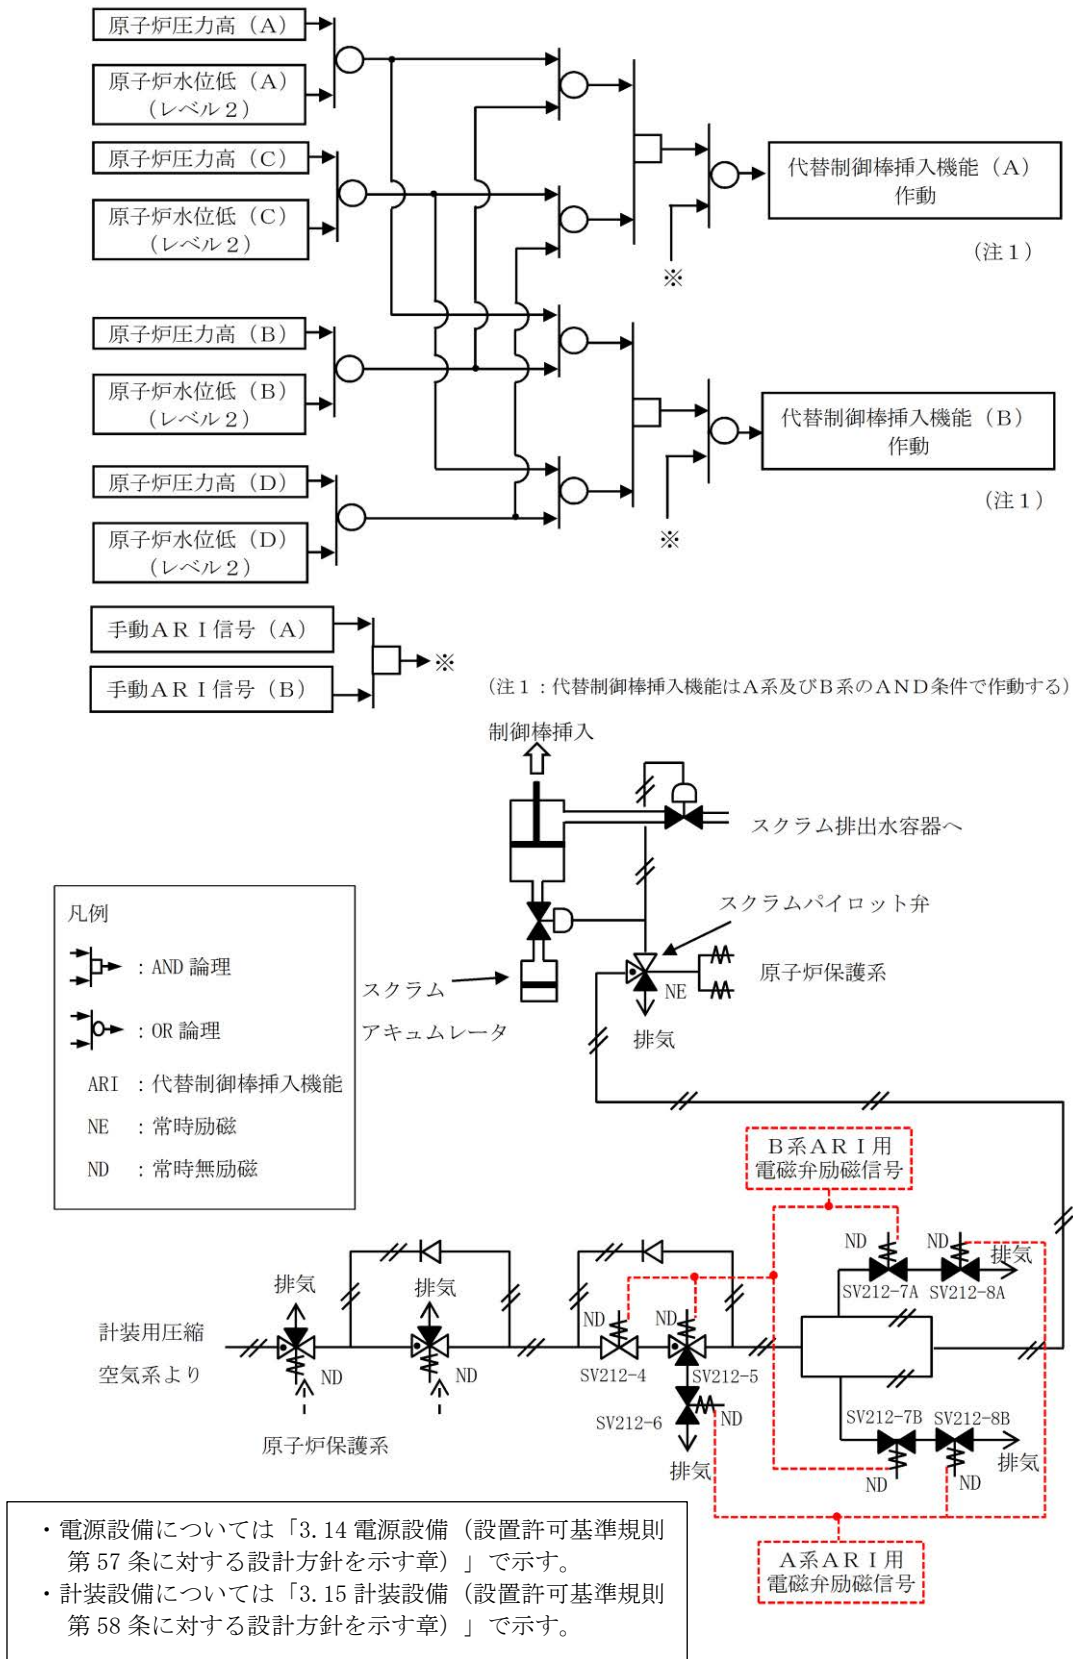 原子炉圧力高（A）
原子炉水位低（A）
（レベル２）
原子炉圧力高（C）
原子炉水位低（C）
（レベル２）
原子炉圧力高（B）
原子炉水位低（B）
（レベル２）
原子炉圧力高（D）
原子炉水位低（D）
（レベル２）
代替制御棒挿入機能（A）
作動
（注１）
※
代替制御棒挿入機能（B）
作動
（注１）
※
手動ＡＲＩ信号（A）
手動ＡＲＩ信号（B）
※
（注１：代替制御棒挿入機能はＡ系及びＢ系のＡＮＤ条件で作動する）
制御棒挿入
スクラム排出水容器へ
スクラムパイロット弁
原子炉保護系
NE
排気
スクラム
アキュムレータ
凡例
：AND 論理
：OR 論理
ARI ：代替制御棒挿入機能
NE ：常時励磁
ND ：常時無励磁
Ｂ系ＡＲＩ用
電磁弁励磁信号
ND
ND
排気
SV212-7A
SV212-8A
排気
排気
ND
ND
計装用圧縮
空気系より
ND
ND
SV212-4
SV212-5
SV212-6
ND
排気
原子炉保護系
SV212-7B
SV212-8B
排気
ND
ND
Ａ系ＡＲＩ用
電磁弁励磁信号
・電源設備については「3.14 電源設備（設置許可基準規則
第 57 条に対する設計方針を示す章）」で示す。
・計装設備については「3.15 計装設備（設置許可基準規則
第 58 条に対する設計方針を示す章）」で示す。